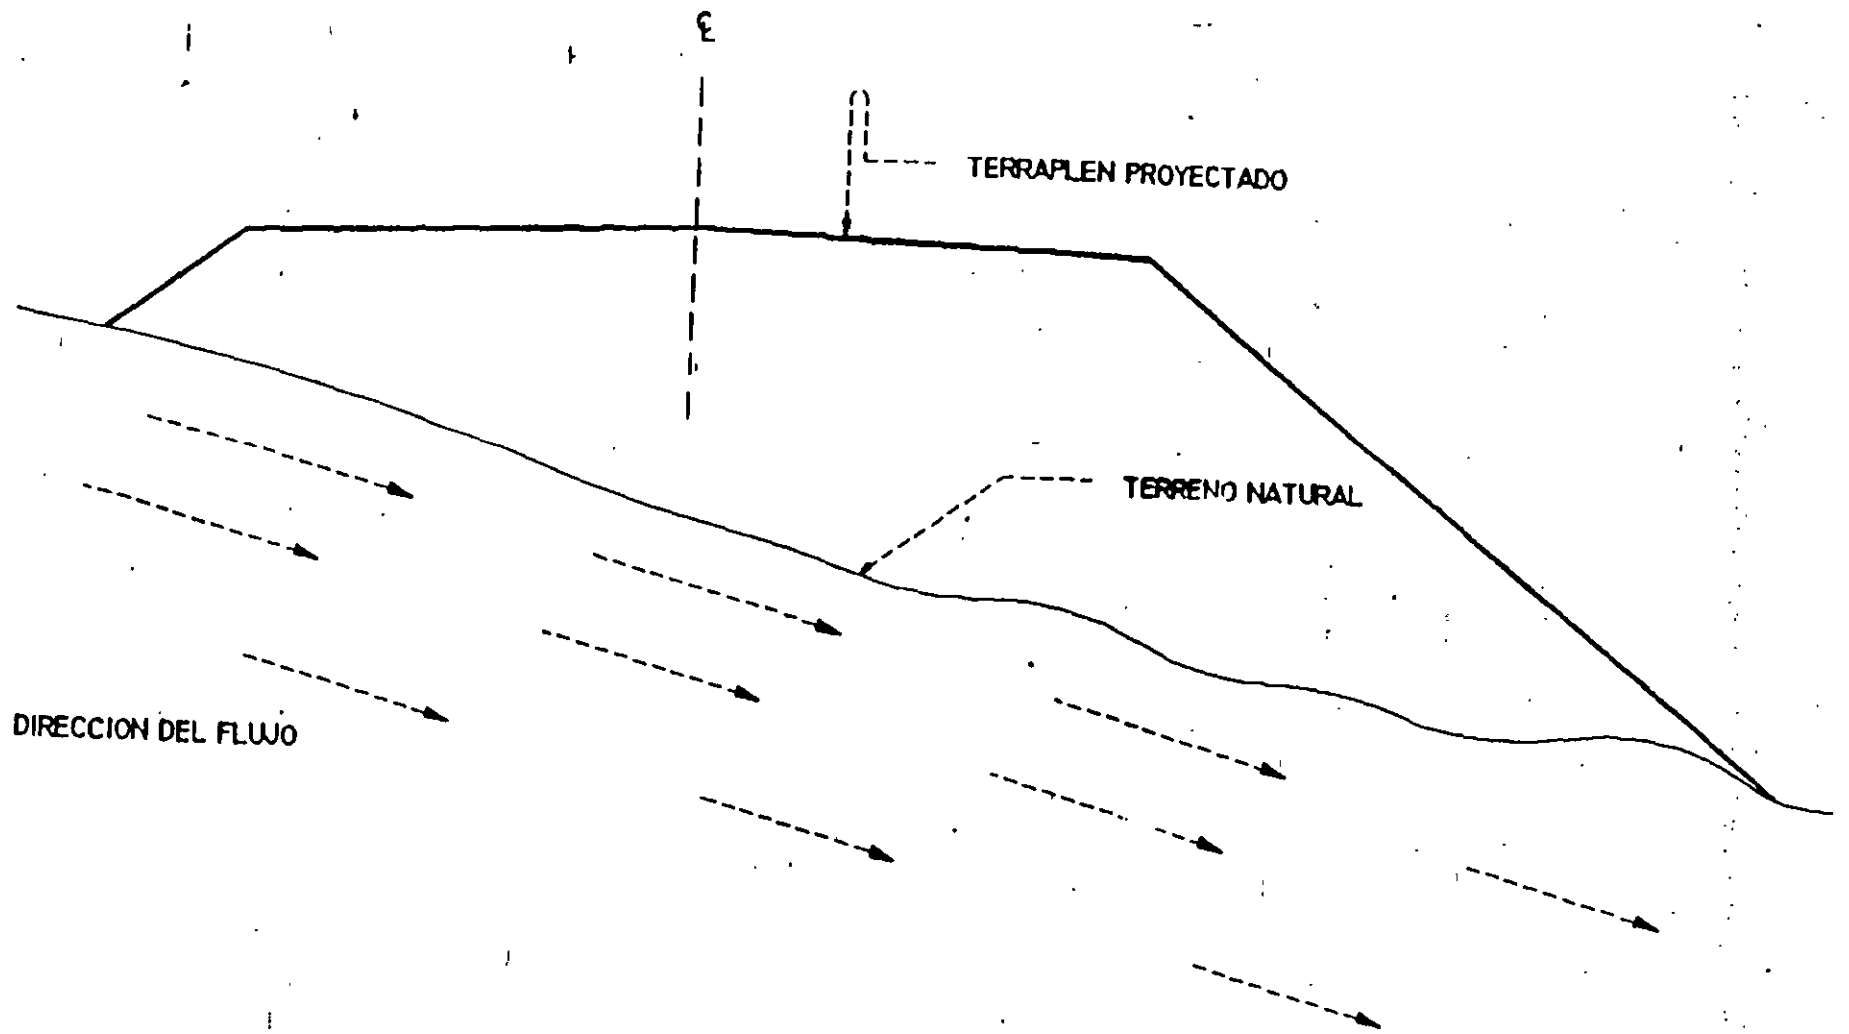 ℄
TERRAPLEN PROYECTADO
TERRENO NATURAL
DIRECCION DEL FLUJO